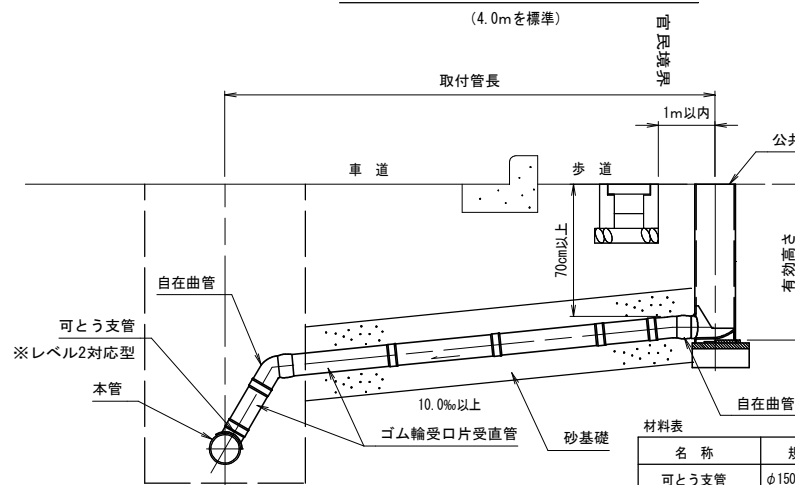 (4.0mを標準)
官民境界
取付管長
1m以内
公共
車 道
歩 道
70cm以上
有効高さ
自在曲管
可とう支管
※レベル2対応型
本管
10.0‰以上
自在曲管
ゴム輪受口片受直管
砂基礎
材料表
名 称
規
可とう支管
φ150